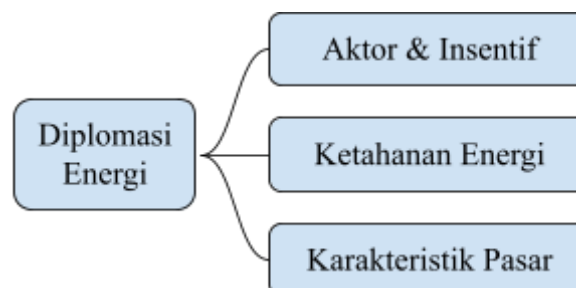 Diplomasi
Energi
Aktor & Insentif
Ketahanan Energi
Karakteristik Pasar